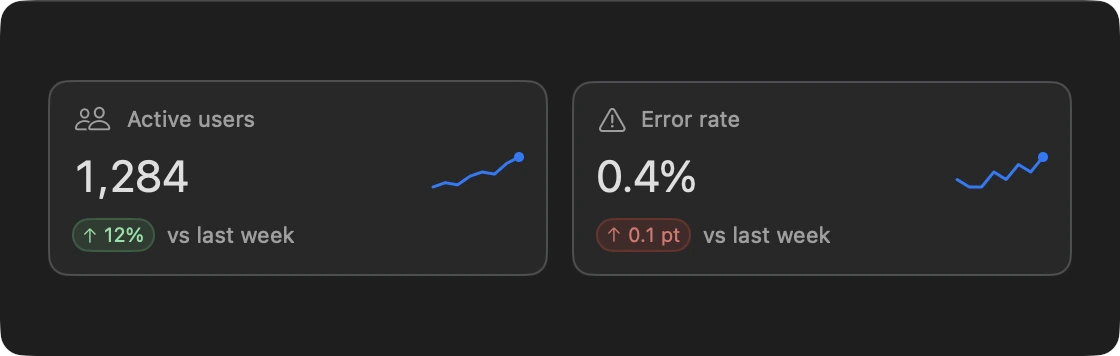 Active users
1,284
↑ 12% vs last week
Error rate
0.4%
↑ 0.1 pt vs last week